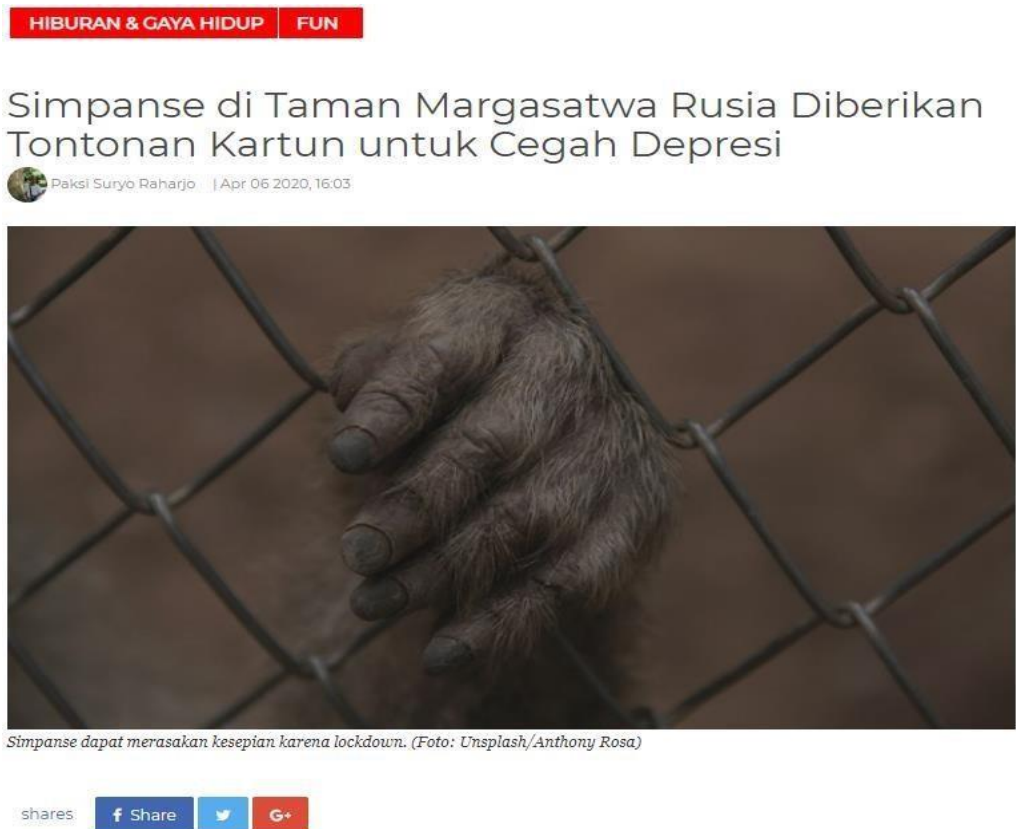 HIBURAN & GAYA HIDUP FUN
Simpanse di Taman Margasatwa Rusia Diberikan
Tontonan Kartun untuk Cegah Depresi
Paksi Suryo Raharjo | Apr 06 2020, 16:03
Simpanse dapat merasakan kesepian karena lockdown. (Foto: Unsplash/Anthony Rosa)
shares f Share G+